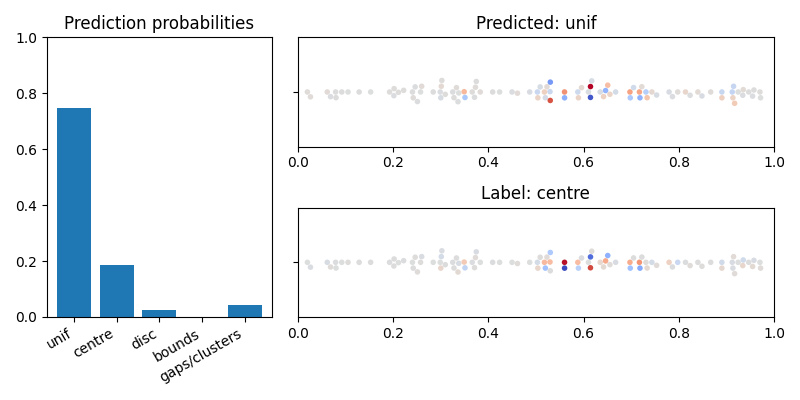 Prediction probabilities
1.0
0.8
0.6
0.4
0.2
0.0
unif
centre
disc
bounds
gaps/clusters
Predicted: unif
0.0 0.2 0.4 0.6 0.8 1.0
Label: centre
0.0 0.2 0.4 0.6 0.8 1.0